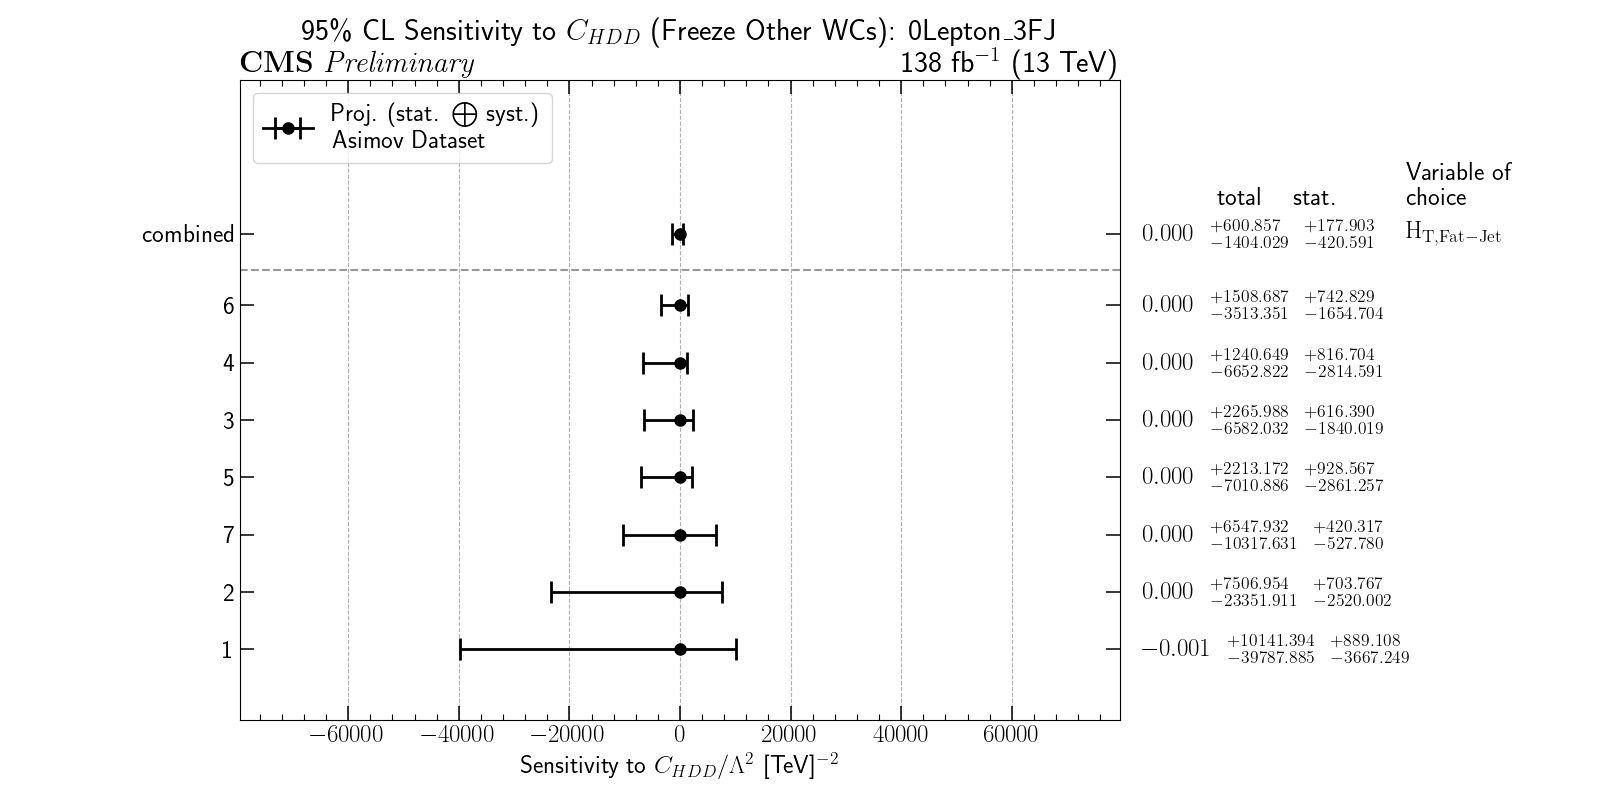 95% CL Sensitivity to C_{HDD} (Freeze Other WCs): 0Lepton_3FJ
CMS Preliminary 138 fb^{-1} (13 TeV)
Proj. (stat. ⊕ syst.)
Asimov Dataset
Variable of
total stat. choice
combined 0.000 +600.857 -1404.029 +177.903 -420.591 H_{T,Fat-Jet}
6 0.000 +1508.687 -3513.351 +742.829 -1654.704
4 0.000 +1240.649 -6652.822 +816.704 -2814.591
3 0.000 +2265.988 -6582.032 +616.390 -1840.019
5 0.000 +2213.172 -7010.886 +928.567 -2861.257
7 0.000 +6547.932 -10317.631 +420.317 -527.780
2 0.000 +7506.954 -23351.911 +703.767 -2520.002
1 -0.001 +10141.394 -39787.885 +889.108 -3667.249
-60000 -40000 -20000 0 20000 40000 60000
Sensitivity to C_{HDD}/Λ^2 [TeV]^{-2}